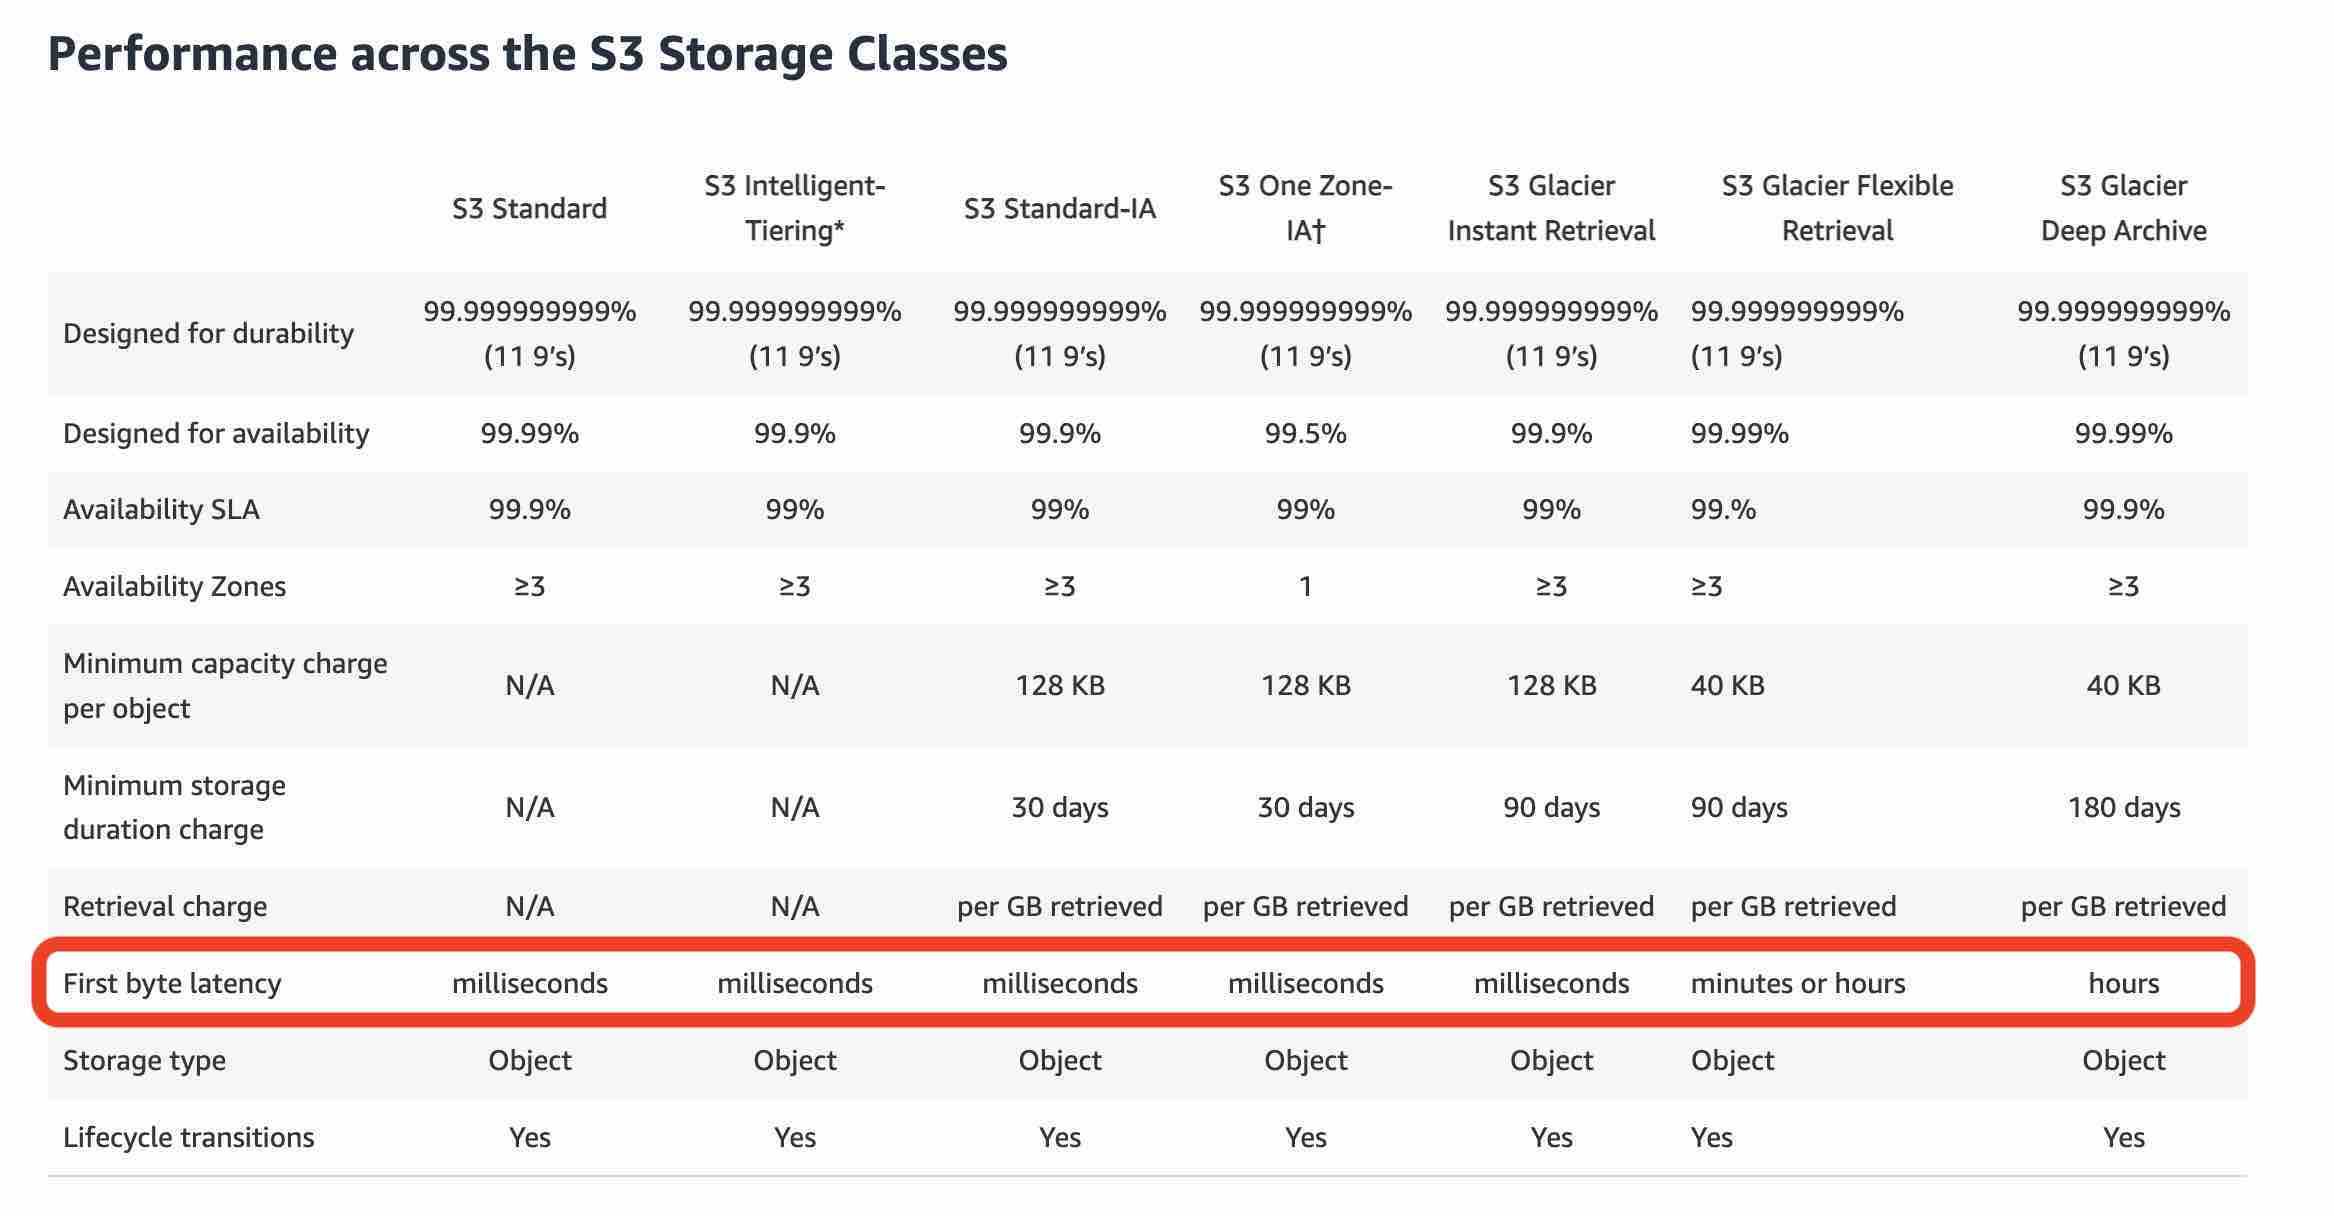 Performance across the S3 Storage Classes
S3 Standard S3 Intelligent-Tiering* S3 Standard-IA S3 One Zone-IA† S3 Glacier Instant Retrieval S3 Glacier Flexible Retrieval S3 Glacier Deep Archive
Designed for durability 99.999999999% (11 9’s) 99.999999999% (11 9’s) 99.999999999% (11 9’s) 99.999999999% (11 9’s) 99.999999999% (11 9’s) 99.999999999% (11 9’s) 99.999999999% (11 9’s)
Designed for availability 99.99% 99.9% 99.9% 99.5% 99.9% 99.99% 99.99%
Availability SLA 99.9% 99% 99% 99% 99% 99.% 99.9%
Availability Zones ≥3 ≥3 ≥3 1 ≥3 ≥3 ≥3
Minimum capacity charge per object N/A N/A 128 KB 128 KB 128 KB 40 KB 40 KB
Minimum storage duration charge N/A N/A 30 days 30 days 90 days 90 days 180 days
Retrieval charge N/A N/A per GB retrieved per GB retrieved per GB retrieved per GB retrieved per GB retrieved
First byte latency milliseconds milliseconds milliseconds milliseconds milliseconds minutes or hours hours
Storage type Object Object Object Object Object Object Object
Lifecycle transitions Yes Yes Yes Yes Yes Yes Yes